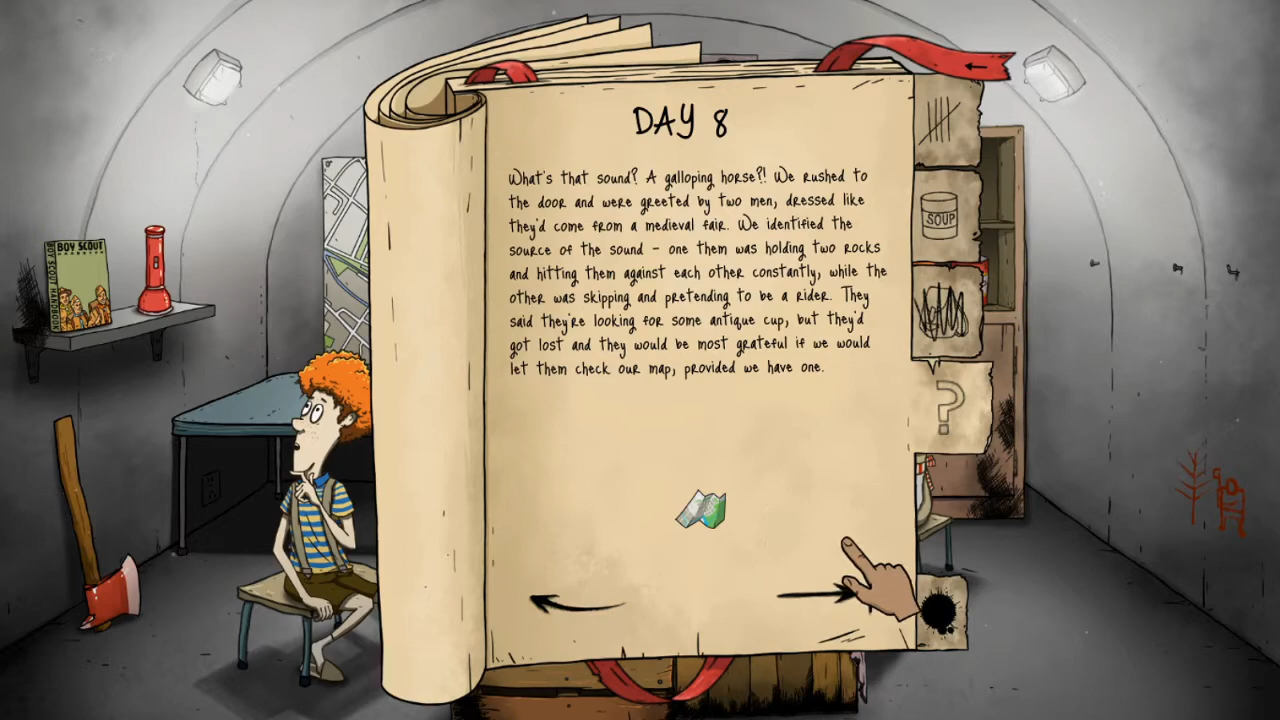 DAY 8
What's that sound? A galloping horse?! We rushed to
the door and were greeted by two men, dressed like
they'd come from a medieval fair. We identified the
source of the sound - one them was holding two rocks
and hitting them against each other constantly, while the
other was skipping and pretending to be a rider. They
said they're looking for some antique cup, but they'd
got lost and they would be most grateful if we would
let them check our map, provided we have one.
SOUP
?
BOY SCOUT
BOY SCOUT HANDBOOK